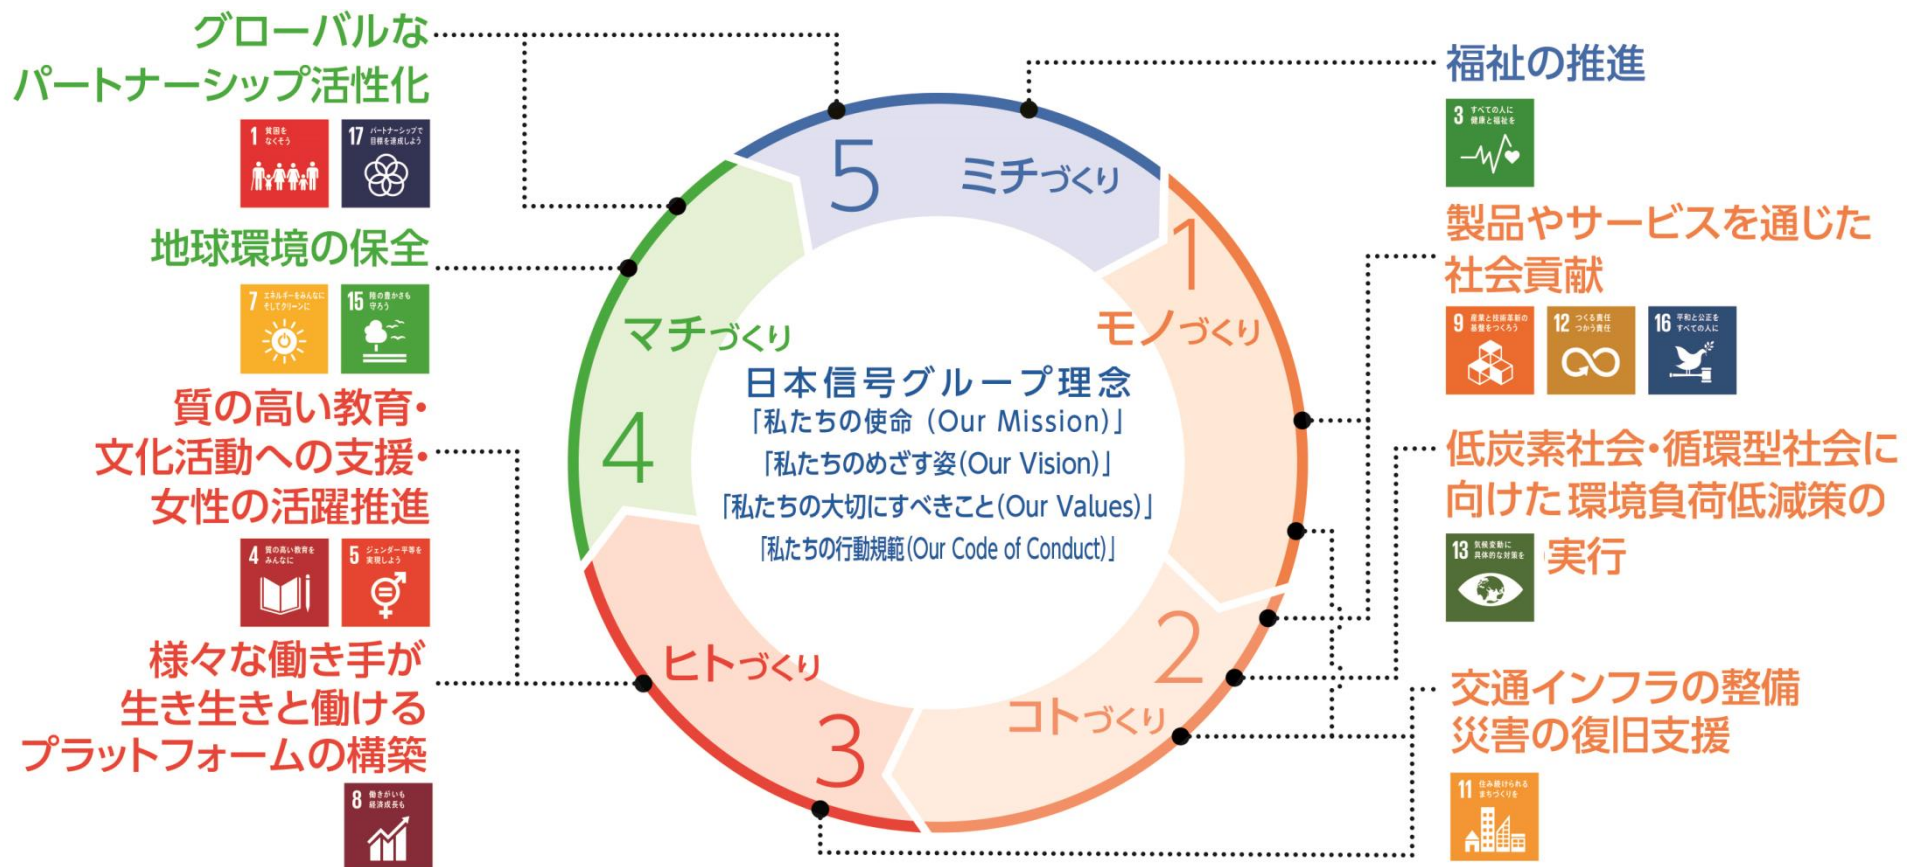 グローバルな
パートナーシップ活性化
1 貧困を
なくそう
17 パートナーシップで
目標を達成しよう
地球環境の保全
7 エネルギーをみんなに
そしてクリーンに
15 陸の豊かさも
守ろう
質の高い教育・
文化活動への支援・
女性の活躍推進
4 質の高い教育を
みんなに
5 ジェンダー平等を
実現しよう
様々な働き手が
生き生きと働ける
プラットフォームの構築
8 働きがいも
経済成長も
5 ミチづくり
1
モノづくり
2
コトづくり
ヒトづくり
3
マチづくり
4
日本信号グループ理念
「私たちの使命 (Our Mission)」
「私たちのめざす姿(Our Vision)」
「私たちの大切にすべきこと(Our Values)」
「私たちの行動規範(Our Code of Conduct)」
福祉の推進
3 すべての人に
健康と福祉を
製品やサービスを通じた
社会貢献
9 産業と技術革新の
基盤をつくろう
12 つくる責任
つかう責任
16 平和と公正を
すべての人に
低炭素社会・循環型社会に
向けた環境負荷低減策の
実行
13 気候変動に
具体的な対策を
交通インフラの整備
災害の復旧支援
11 住み続けられる
まちづくりを